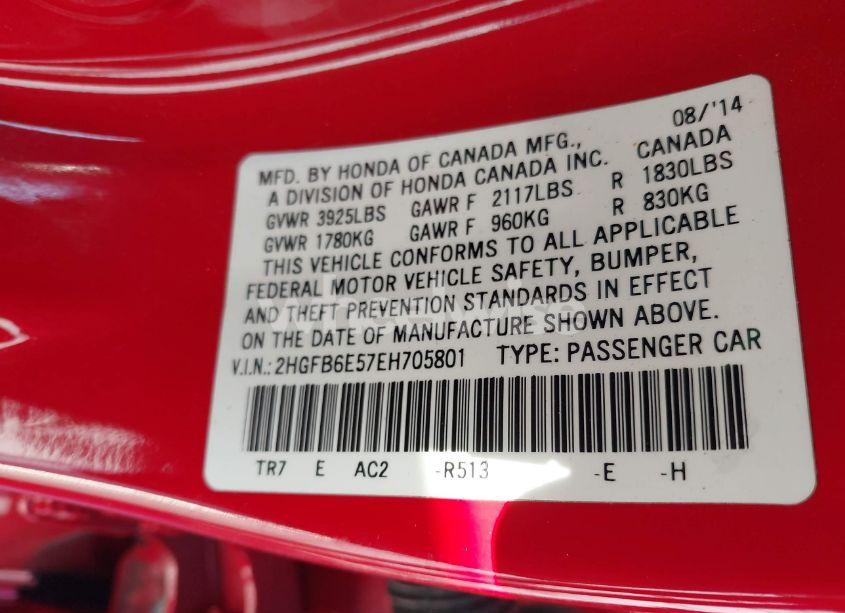 08/'14
MFD. BY HONDA OF CANADA MFG.,
A DIVISION OF HONDA CANADA INC. CANADA
GVWR 3925LBS GAWR F 2117LBS R 1830LBS
GVWR 1780KG GAWR F 960KG R 830KG
THIS VEHICLE CONFORMS TO ALL APPLICABLE
FEDERAL MOTOR VEHICLE SAFETY, BUMPER,
AND THEFT PREVENTION STANDARDS IN EFFECT
ON THE DATE OF MANUFACTURE SHOWN ABOVE.
V.I.N.: 2HGFB6E57EH705801 TYPE: PASSENGER CAR
TR7 E AC2 -R513 -E -H